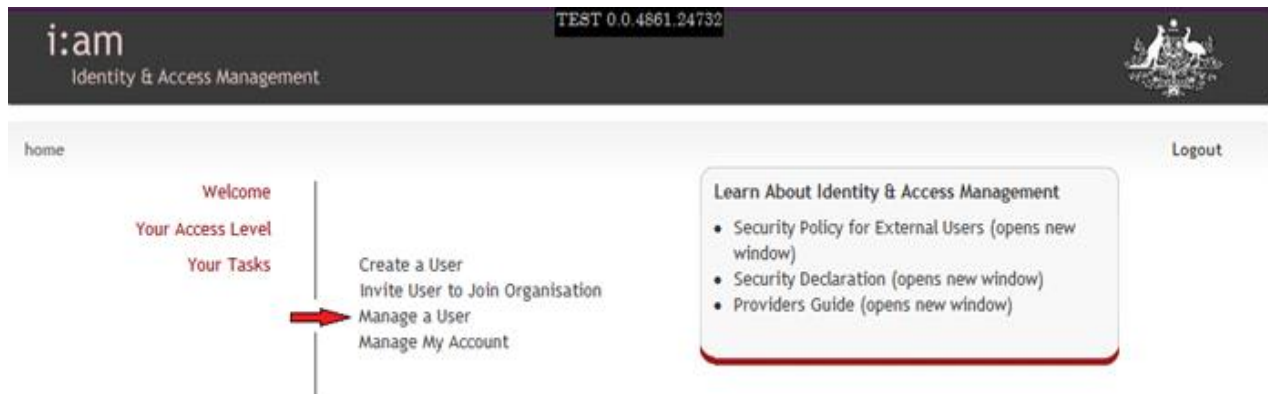 TEST 0.0.4861.24732
i:am
Identity & Access Management
home
Logout
Welcome
Your Access Level
Your Tasks
Create a User
Invite User to Join Organisation
Manage a User
Manage My Account
Learn About Identity & Access Management
• Security Policy for External Users (opens new
window)
• Security Declaration (opens new window)
• Providers Guide (opens new window)